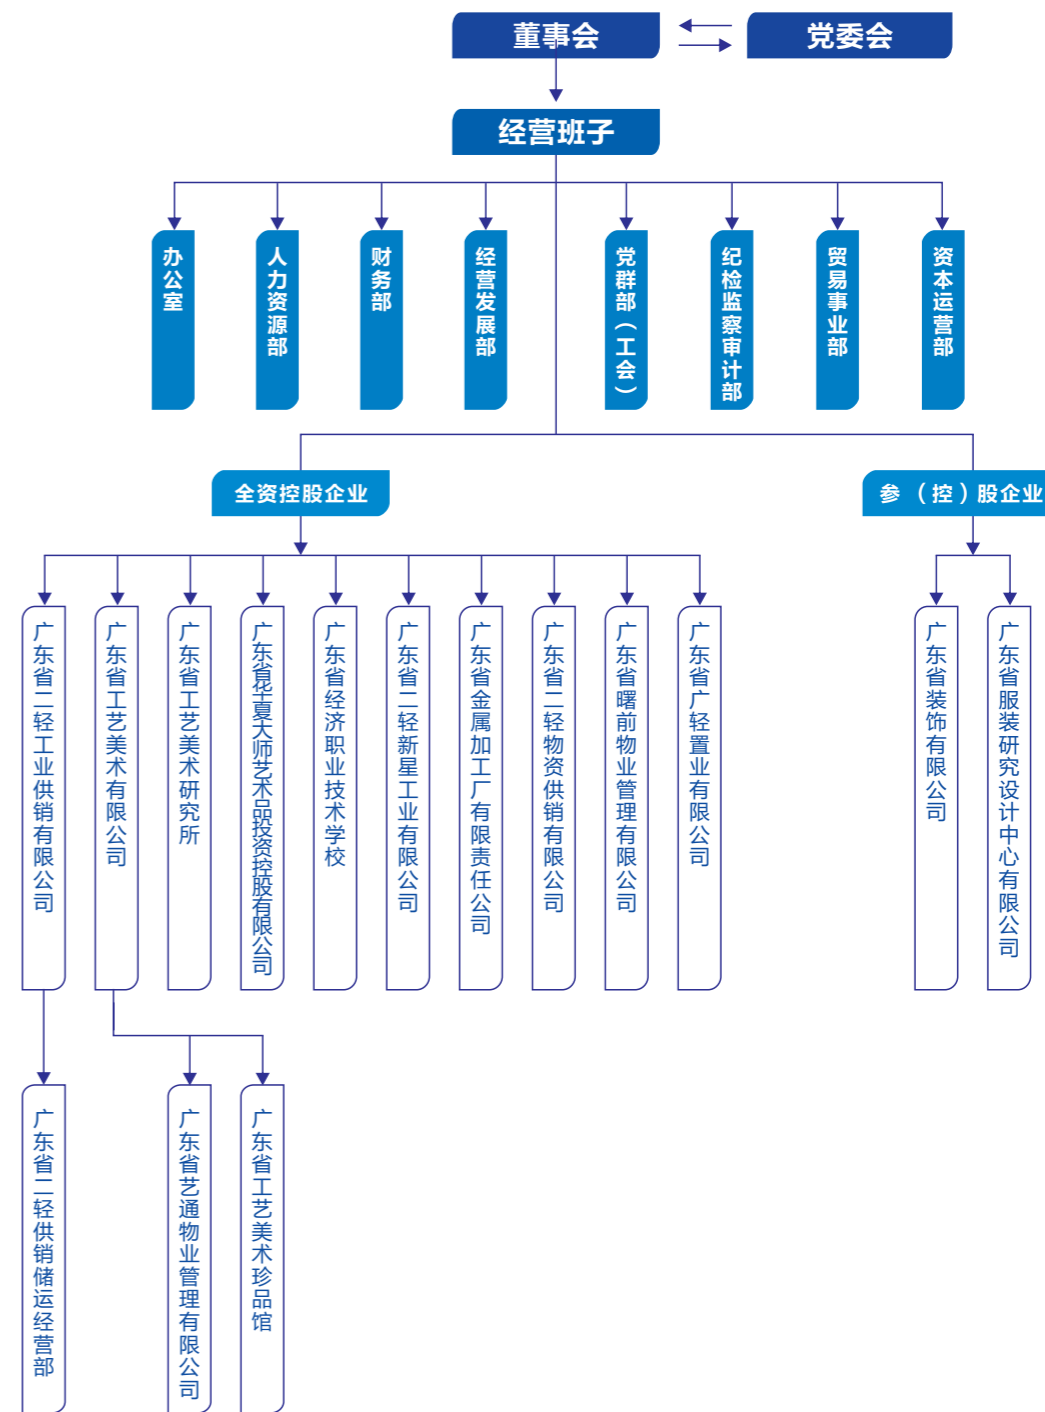 董事会
党委会
经营班子
办公室
人力资源部
财务部
经营发展部
党群部（工会）
纪检监察审计部
贸易事业部
资本运营部
全资控股企业
参（控）股企业
广东省二轻工业供销有限公司
广东省工艺美术有限公司
广东省工艺美术研究所
广东省华夏大师艺术品投资控股有限公司
广东省经济职业技术学校
广东省二轻新星工业有限公司
广东省金属加工厂有限责任公司
广东省二轻物资供销有限公司
广东省曙前物业管理有限公司
广东省广轻置业有限公司
广东省装饰有限公司
广东省服装研究设计中心有限公司
广东省二轻供销储运经营部
广东省艺通物业管理有限公司
广东省工艺美术珍品馆